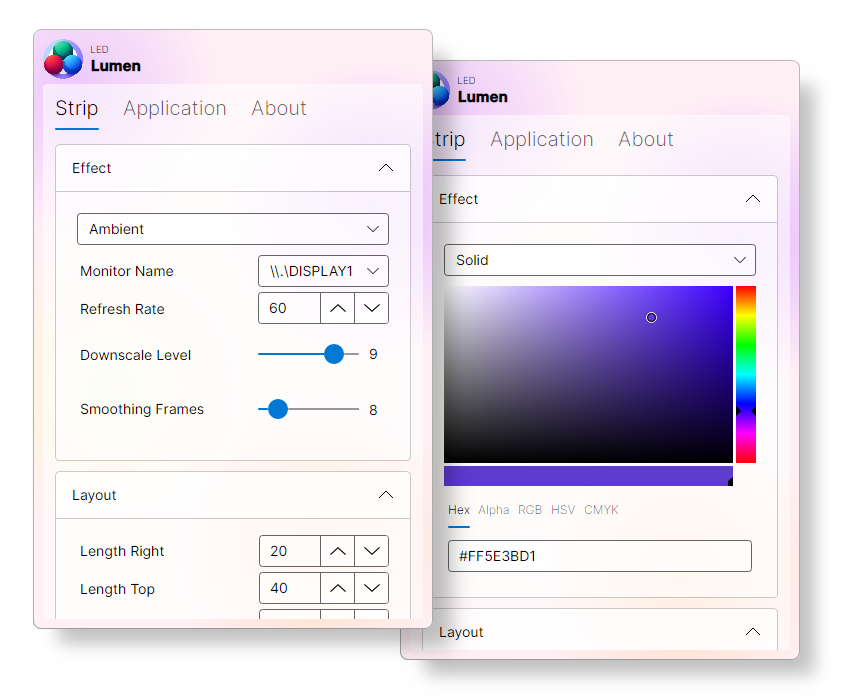 LED
Lumen
Strip Application About
Effect
Ambient
Monitor Name \\.\DISPLAY1
Refresh Rate 60
Downscale Level 9
Smoothing Frames 8
Layout
Length Right 20
Length Top 40
LED
Lumen
trip Application About
Effect
Solid
Hex Alpha RGB HSV CMYK
#FF5E3BD1
Layout